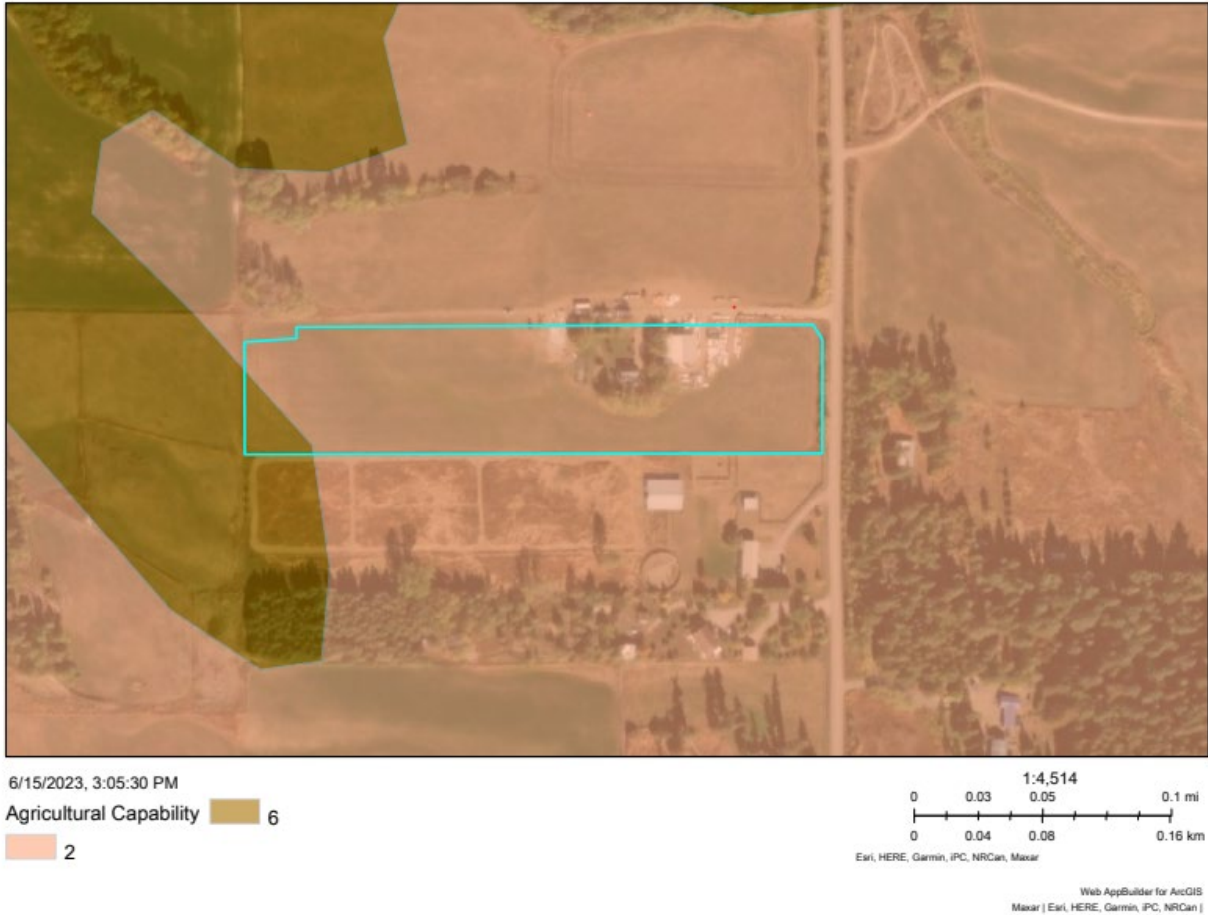 6/15/2023, 3:05:30 PM
Agricultural Capability
6
2
1:4,514
0 0.03 0.05 0.1 mi
0 0.04 0.08 0.16 km
Esri, HERE, Garmin, iPC, NRCan, Maxar
Web AppBuilder for ArcGIS
Maxar | Esri, HERE, Garmin, iPC, NRCan |